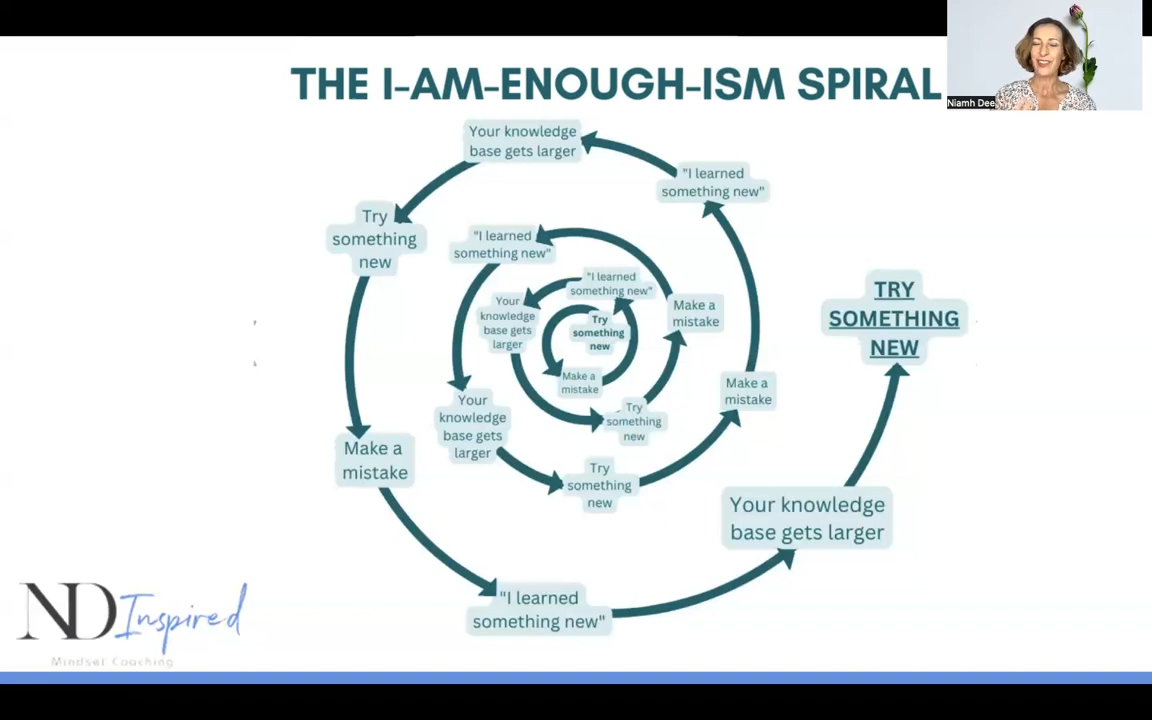 THE I-AM-ENOUGH-ISM SPIRAL
Niamh Dee
Try
something
new
Make a
mistake
"I learned
something new"
Your
knowledge
base gets
larger
Try
something
new
Make a
mistake
"I learned
something new"
Your
knowledge
base gets
larger
Try
something
new
Make a
mistake
"I learned
something new"
Your knowledge
base gets larger
Try
something
new
Make a
mistake
"I learned
something new"
Your knowledge
base gets larger
TRY
SOMETHING
NEW
ND Inspired
Mindset Coaching